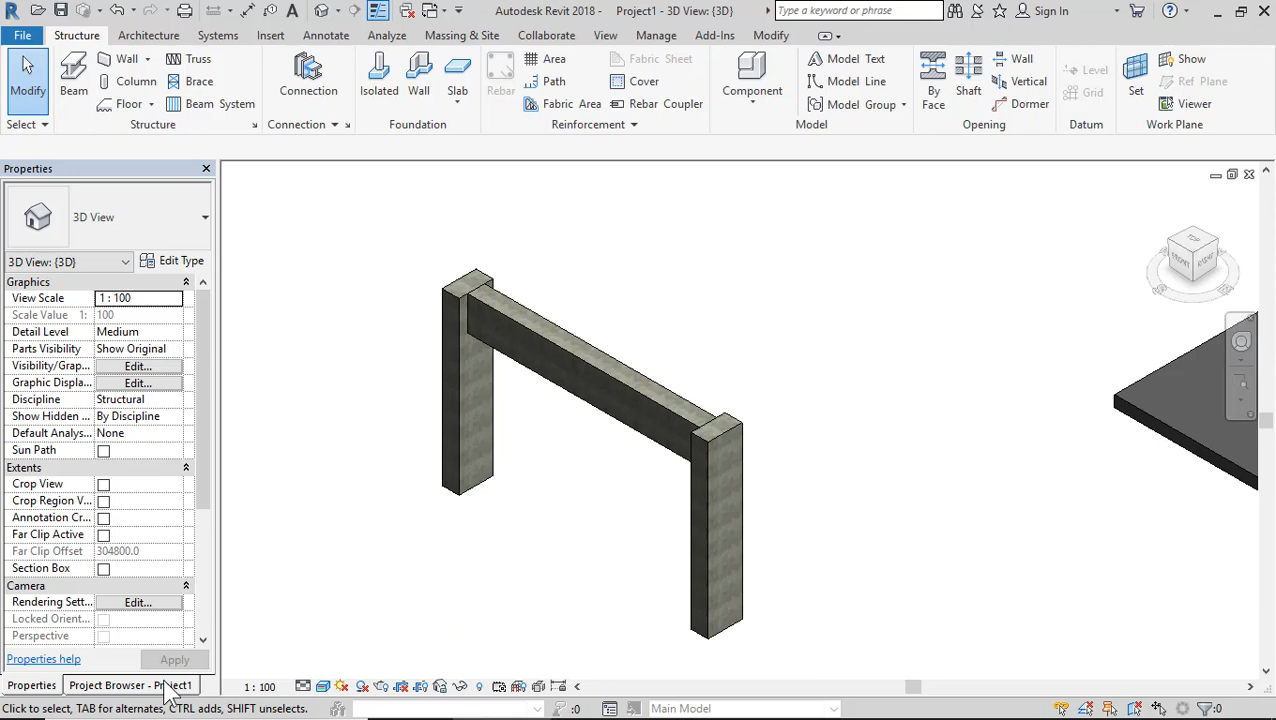 Autodesk Revit 2018 - Project1 - 3D View: {3D}
Type a keyword or phrase
Sign In
File Structure Architecture Systems Insert Annotate Analyze Massing & Site Collaborate View Manage Add-Ins Modify
Modify
Select
Beam
Wall
Column
Floor
Truss
Brace
Beam System
Structure
Connection
Connection
Isolated
Wall
Slab
Foundation
Rebar
Area
Path
Fabric Area
Fabric Sheet
Cover
Rebar Coupler
Reinforcement
Component
Model Text
Model Line
Model Group
Model
By
Face
Shaft
Wall
Vertical
Dormer
Opening
Level
Grid
Datum
Set
Show
Ref Plane
Viewer
Work Plane
Properties
3D View
3D View: {3D}
Edit Type
Graphics
View Scale 1 : 100
Scale Value 1: 100
Detail Level Medium
Parts Visibility Show Original
Visibility/Grap... Edit...
Graphic Displa... Edit...
Discipline Structural
Show Hidden ... By Discipline
Default Analys... None
Sun Path
Extents
Crop View
Crop Region V...
Annotation Cr...
Far Clip Active
Far Clip Offset 304800.0
Section Box
Camera
Rendering Sett... Edit...
Locked Orient...
Perspective
Properties help
Apply
Properties
Project Browser - Project1
TOP
FRONT
RIGHT
1 : 100
Click to select, TAB for alternates, CTRL adds, SHIFT unselects.
:0
Main Model
:0